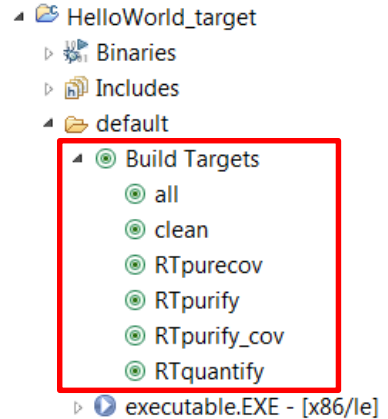 HelloWorld_target
Binaries
Includes
default
Build Targets
all
clean
RTpurecov
RTpurify
RTpurify_cov
RTquantify
executable.EXE - [x86/le]